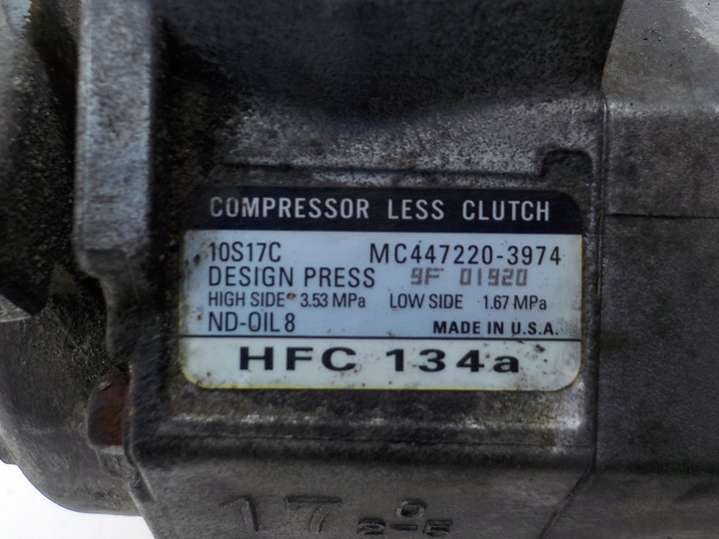 COMPRESSOR LESS CLUTCH
10S17C MC447220-3974
DESIGN PRESS 9F 01920
HIGH SIDE 3.53 MPa LOW SIDE 1.67 MPa
ND-OIL 8 MADE IN U.S.A.
HFC 134a
17